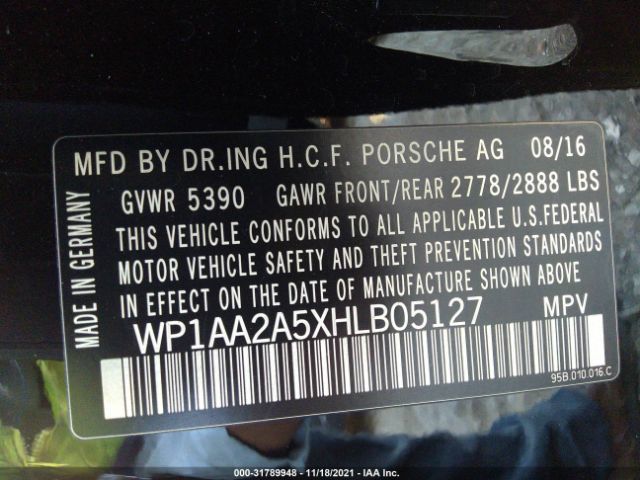 MFD BY DR.ING H.C.F. PORSCHE AG 08/16
GVWR 5390 GAWR FRONT/REAR 2778/2888 LBS
THIS VEHICLE CONFORMS TO ALL APPLICABLE U.S.FEDERAL
MOTOR VEHICLE SAFETY AND THEFT PREVENTION STANDARDS
IN EFFECT ON THE DATE OF MANUFACTURE SHOWN ABOVE
WP1AA2A5XHLB05127 MPV
MADE IN GERMANY
95B.010.016.C
000-31789948 - 11/18/2021 - IAA Inc.